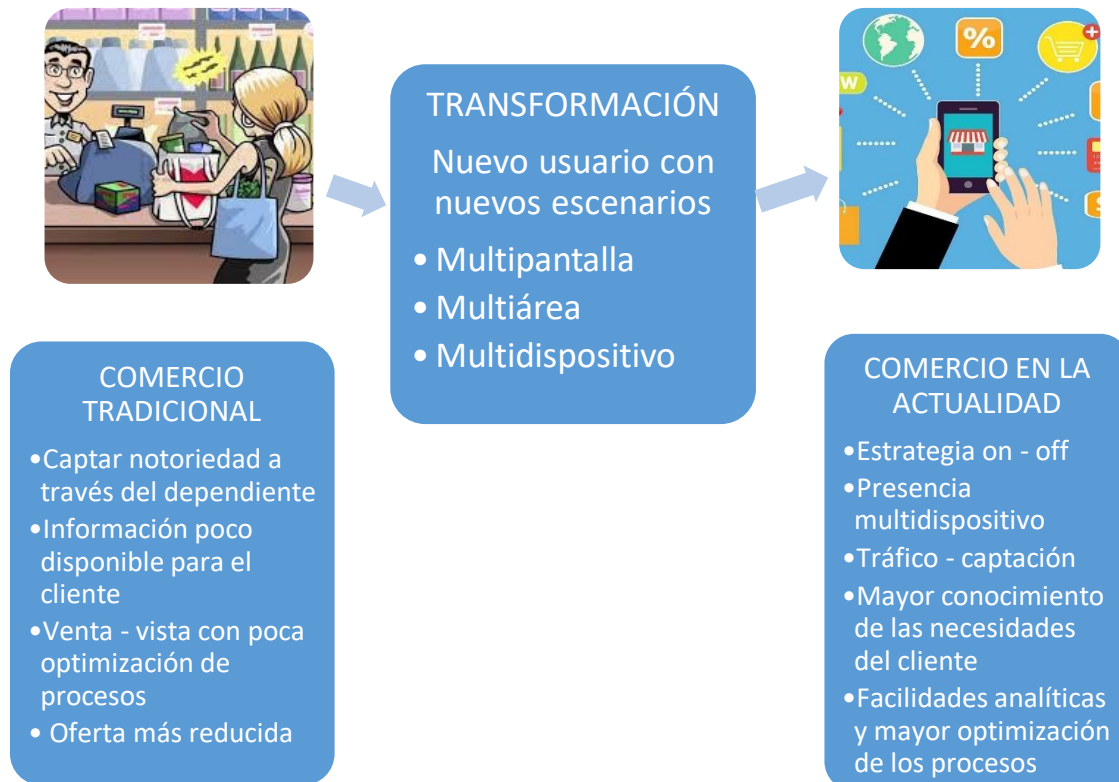 TRANSFORMACIÓN
Nuevo usuario con
nuevos escenarios
• Multipantalla
• Multiárea
• Multidispositivo
COMERCIO
TRADICIONAL
•Captar notoriedad a
través del dependiente
•Información poco
disponible para el
cliente
•Venta - vista con poca
optimización de
procesos
• Oferta más reducida
%
W
COMERCIO EN LA
ACTUALIDAD
•Estrategia on - off
•Presencia
multidispositivo
•Tráfico - captación
•Mayor conocimiento
de las necesidades
del cliente
•Facilidades analíticas
y mayor optimización
de los procesos